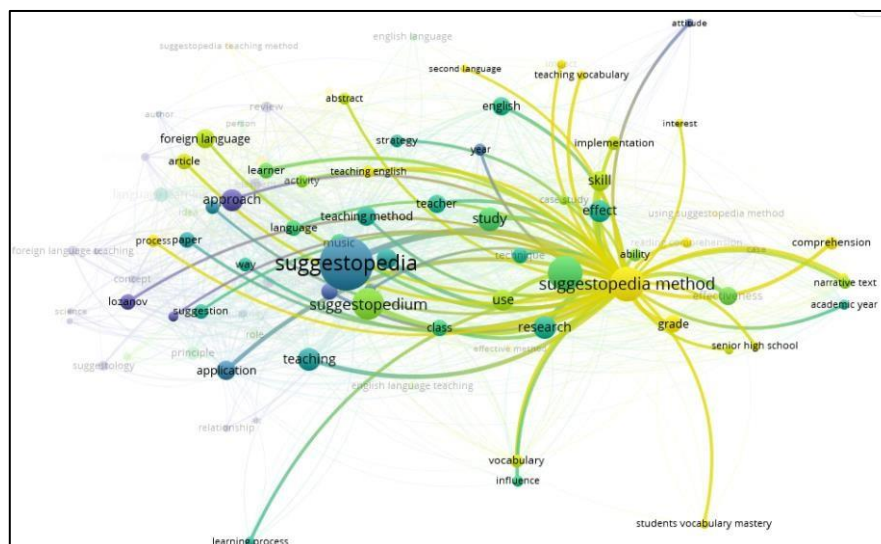 attitude
english language
suggestopedia teaching method
second language
teaching vocabulary
abstract
review
english
author
person
interest
foreign language
strategy
year
implementation
article
learner
activity
teaching english
skill
approach
case study
effect
teacher
teaching method
study
using suggestopedia method
language
process
paper
music
foreign language teaching
way
technique
ability
reading comprehension
case
comprehension
suggestopedia
concept
suggestopedia method
narrative text
lozanov
suggestopedium
use
effectiveness
academic year
science
suggestion
role
class
research
grade
principle
effective method
senior high school
suggestology
application
teaching
english language teaching
relationship
vocabulary
influence
students vocabulary mastery
learning process